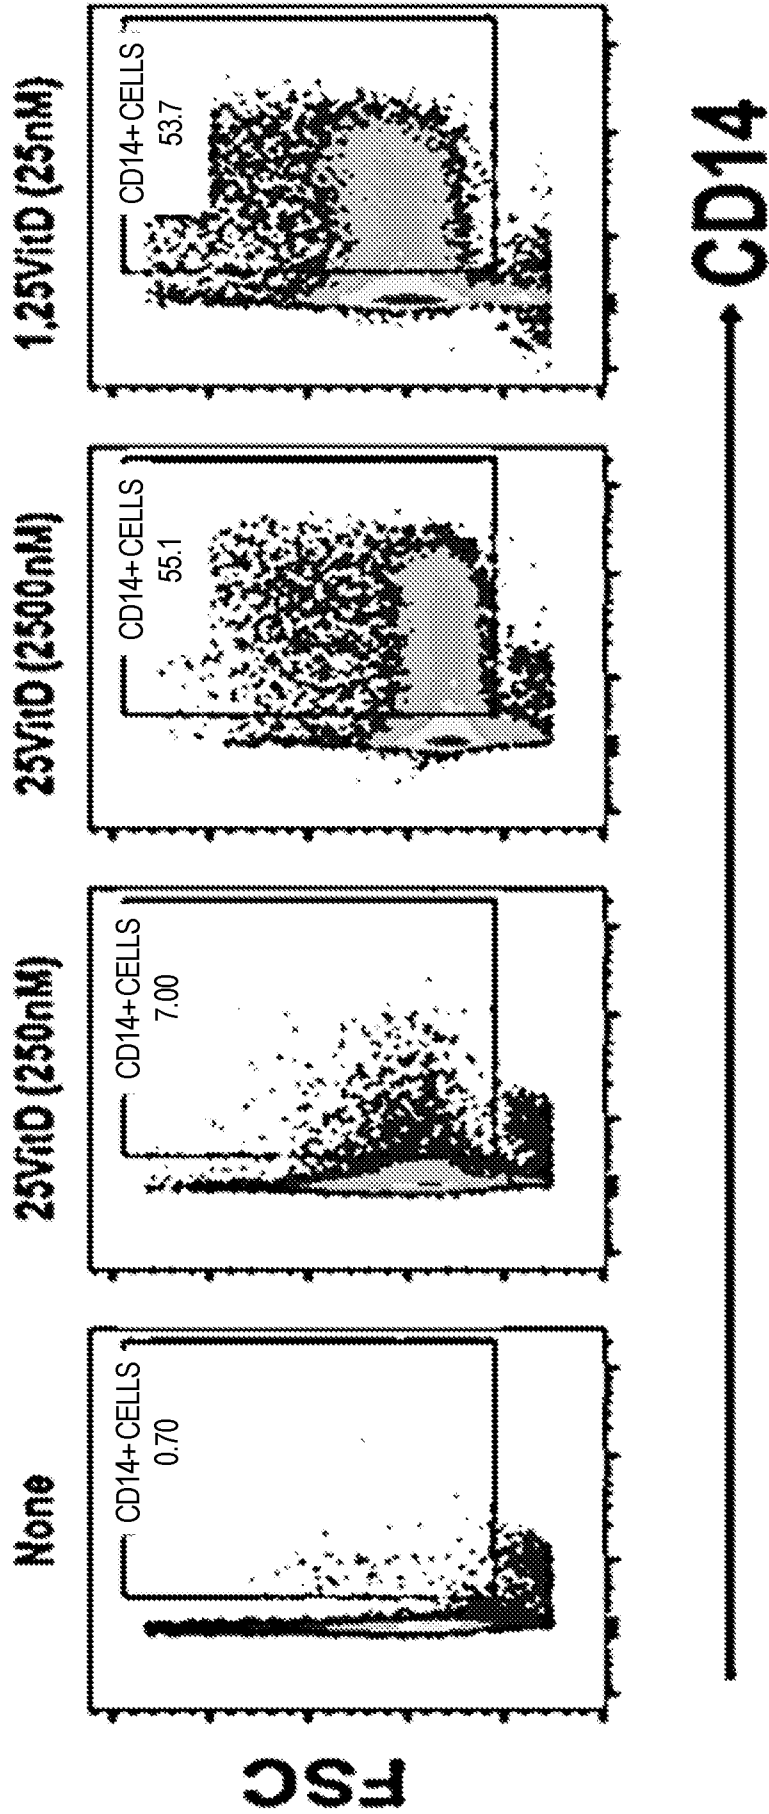 None
25VitD (250nM)
25VitD (2500nM)
1,25VitD (25nM)
CD14+CELLS
0.70
CD14+CELLS
7.00
CD14+CELLS
55.1
CD14+CELLS
53.7
FSC
CD14